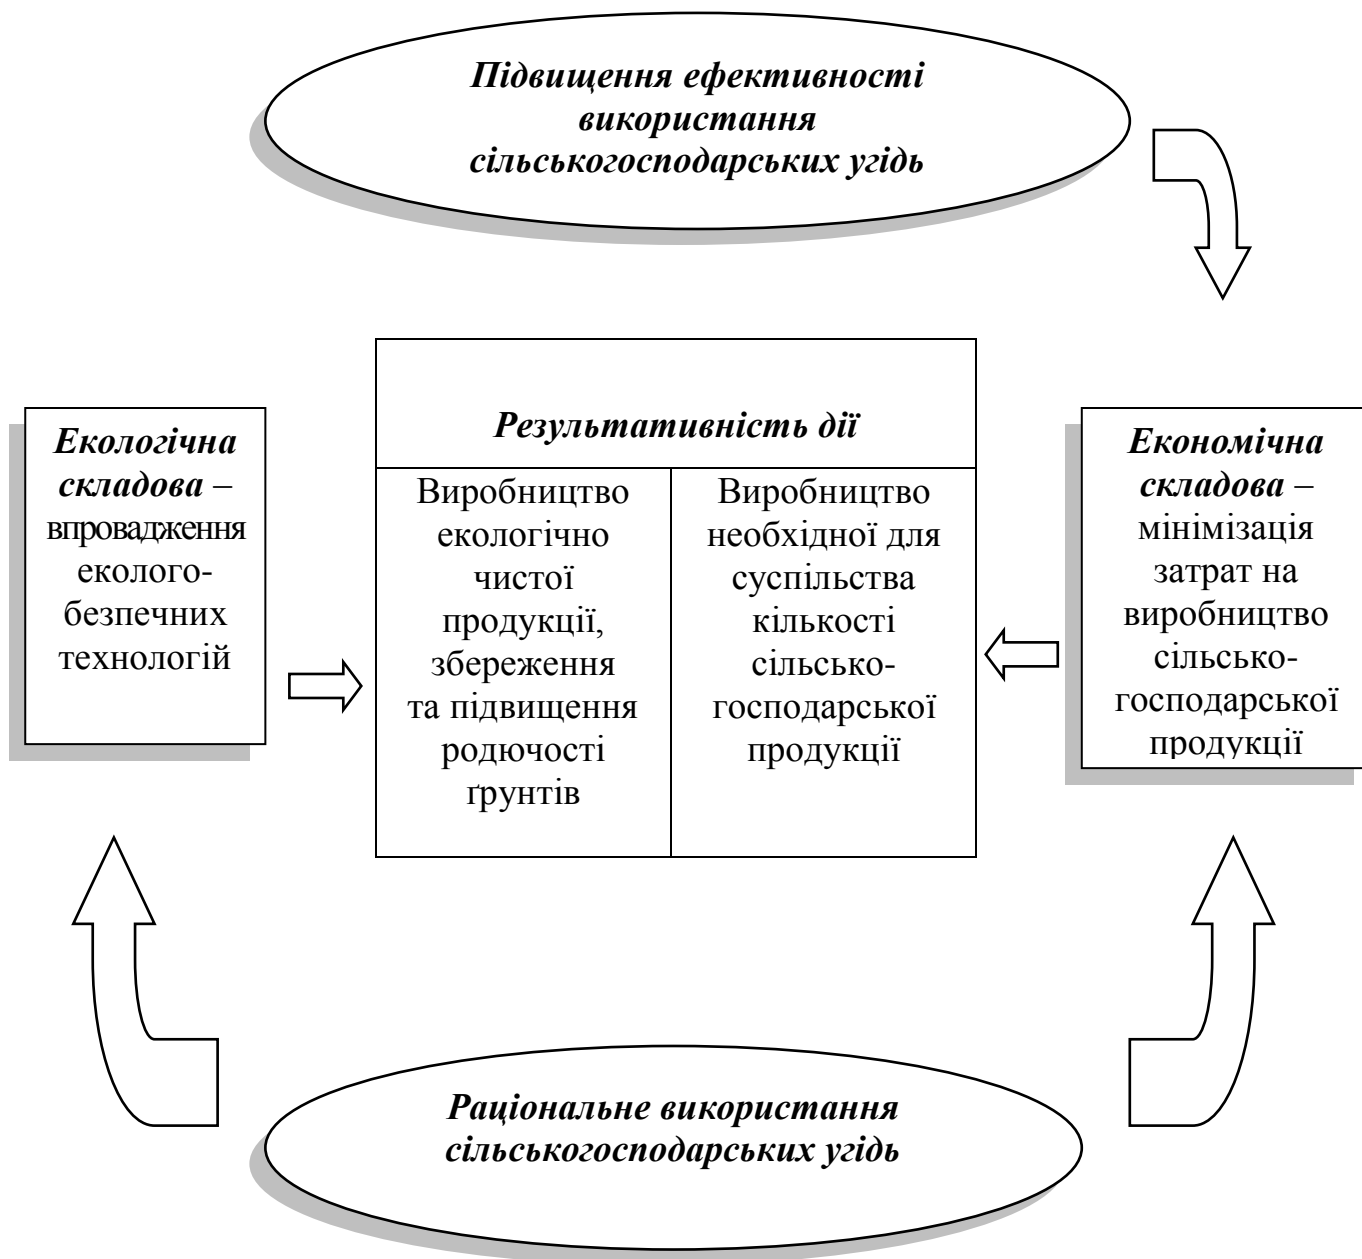 Підвищення ефективності
використання
сільськогосподарських угідь
Екологічна
складова –
впровадження
еколого-
безпечних
технологій
Результативність дії
Виробництво
екологічно
чистої
продукції,
збереження
та підвищення
родючості
ґрунтів
Виробництво
необхідної для
суспільства
кількості
сільсько-
господарської
продукції
Економічна
складова –
мінімізація
затрат на
виробництво
сільсько-
господарської
продукції
Раціональне використання
сільськогосподарських угідь